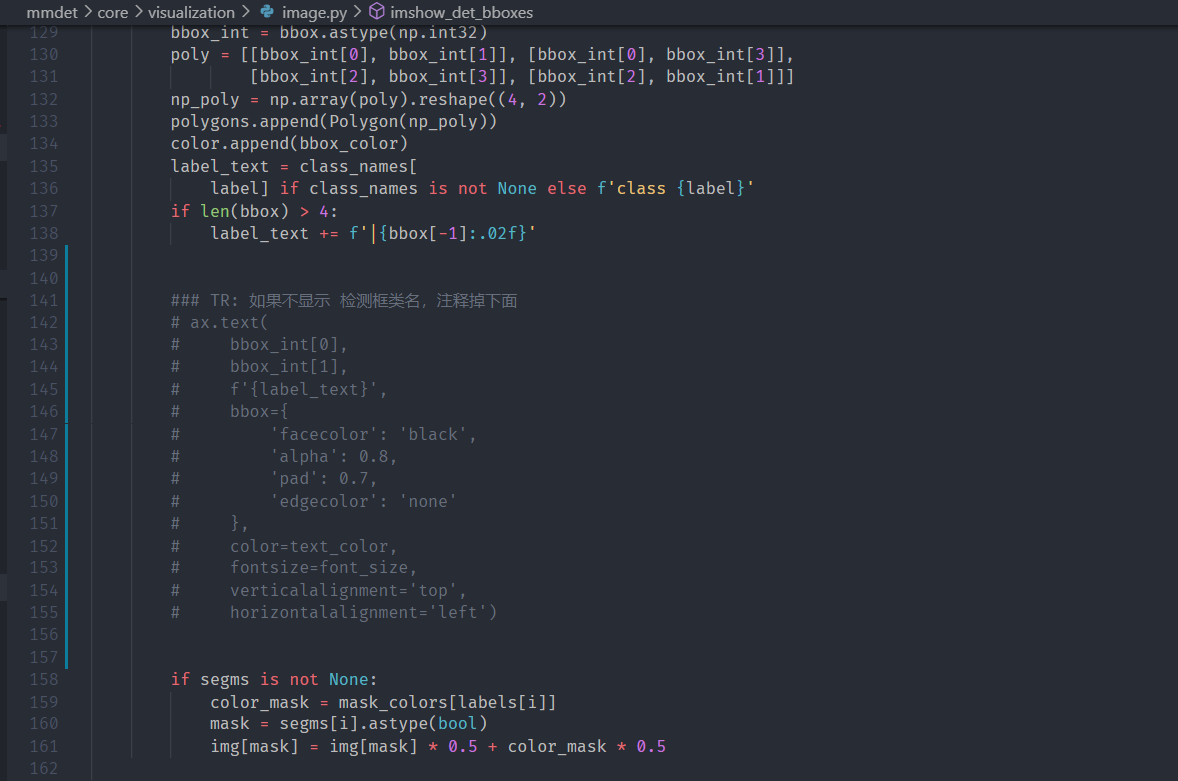 mmdet > core > visualization > image.py > imshow_det_bboxes
129 bbox_int = bbox.astype(np.int32)
130 poly = [[bbox_int[0], bbox_int[1]], [bbox_int[0], bbox_int[3]],
131 [bbox_int[2], bbox_int[3]], [bbox_int[2], bbox_int[1]]]
132 np_poly = np.array(poly).reshape((4, 2))
133 polygons.append(Polygon(np_poly))
134 color.append(bbox_color)
135 label_text = class_names[
136 label] if class_names is not None else f'class {label}'
137 if len(bbox) > 4:
138 label_text += f'|{bbox[-1]:.02f}'
139
140
141 ### TR: 如果不显示 检测框类名，注释掉下面
142 # ax.text(
143 #     bbox_int[0],
144 #     bbox_int[1],
145 #     f'{label_text}',
146 #     bbox={
147 #         'facecolor': 'black',
148 #         'alpha': 0.8,
149 #         'pad': 0.7,
150 #         'edgecolor': 'none'
151 #     },
152 #     color=text_color,
153 #     fontsize=font_size,
154 #     verticalalignment='top',
155 #     horizontalalignment='left')
156
157
158 if segms is not None:
159 color_mask = mask_colors[labels[i]]
160 mask = segms[i].astype(bool)
161 img[mask] = img[mask] * 0.5 + color_mask * 0.5
162